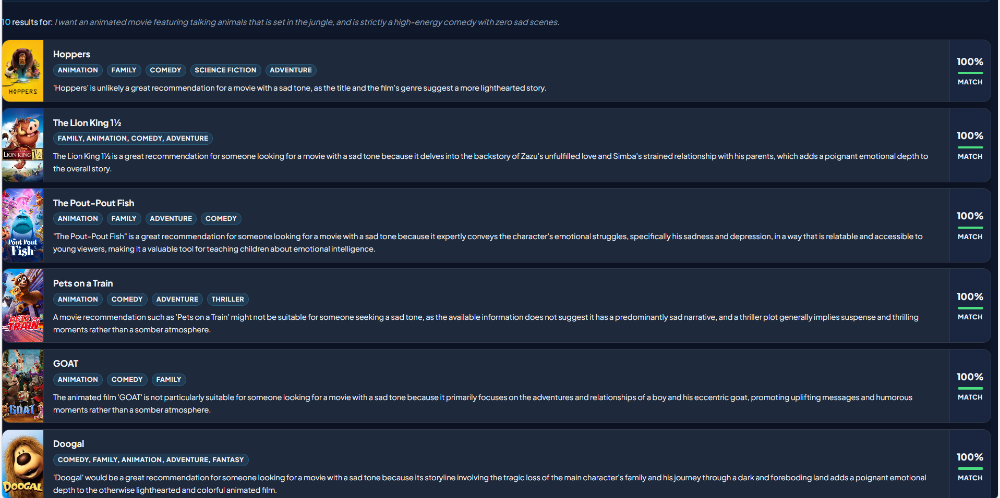 10 results for: I want an animated movie featuring talking animals that is set in the jungle, and is strictly a high-energy comedy with zero sad scenes.
HOPPERS
Hoppers
ANIMATION FAMILY COMEDY SCIENCE FICTION ADVENTURE
'Hoppers' is unlikely a great recommendation for a movie with a sad tone, as the title and the film's genre suggest a more lighthearted story.
100%
MATCH
Disney
THE
LION KING 1½
The Lion King 1½
FAMILY, ANIMATION, COMEDY, ADVENTURE
The Lion King 1½ is a great recommendation for someone looking for a movie with a sad tone because it delves into the backstory of Zazu's unfulfilled love and Simba's strained relationship with his parents, which adds a poignant emotional depth to
the overall story.
100%
MATCH
The
Pout-Pout
Fish
The Pout-Pout Fish
ANIMATION FAMILY ADVENTURE COMEDY
"The Pout-Pout Fish" is a great recommendation for someone looking for a movie with a sad tone because it expertly conveys the character's emotional struggles, specifically his sadness and depression, in a way that is relatable and accessible to
young viewers, making it a valuable tool for teaching children about emotional intelligence.
100%
MATCH
PETS ON A
TRAIN
Pets on a Train
ANIMATION COMEDY ADVENTURE THRILLER
A movie recommendation such as 'Pets on a Train' might not be suitable for someone seeking a sad tone, as the available information does not suggest it has a predominantly sad narrative, and a thriller plot generally implies suspense and thrilling
moments rather than a somber atmosphere.
100%
MATCH
GOAT
GOAT
ANIMATION COMEDY FAMILY
The animated film 'GOAT' is not particularly suitable for someone looking for a movie with a sad tone because it primarily focuses on the adventures and relationships of a boy and his eccentric goat, promoting uplifting messages and humorous
moments rather than a somber atmosphere.
100%
MATCH
DOOGAL
Doogal
COMEDY, FAMILY, ANIMATION, ADVENTURE, FANTASY
'Doogal' would be a great recommendation for someone looking for a movie with a sad tone because its storyline involving the tragic loss of the main character's family and his journey through a dark and foreboding land adds a poignant emotional
depth to the otherwise lighthearted and colorful animated film.
100%
MATCH